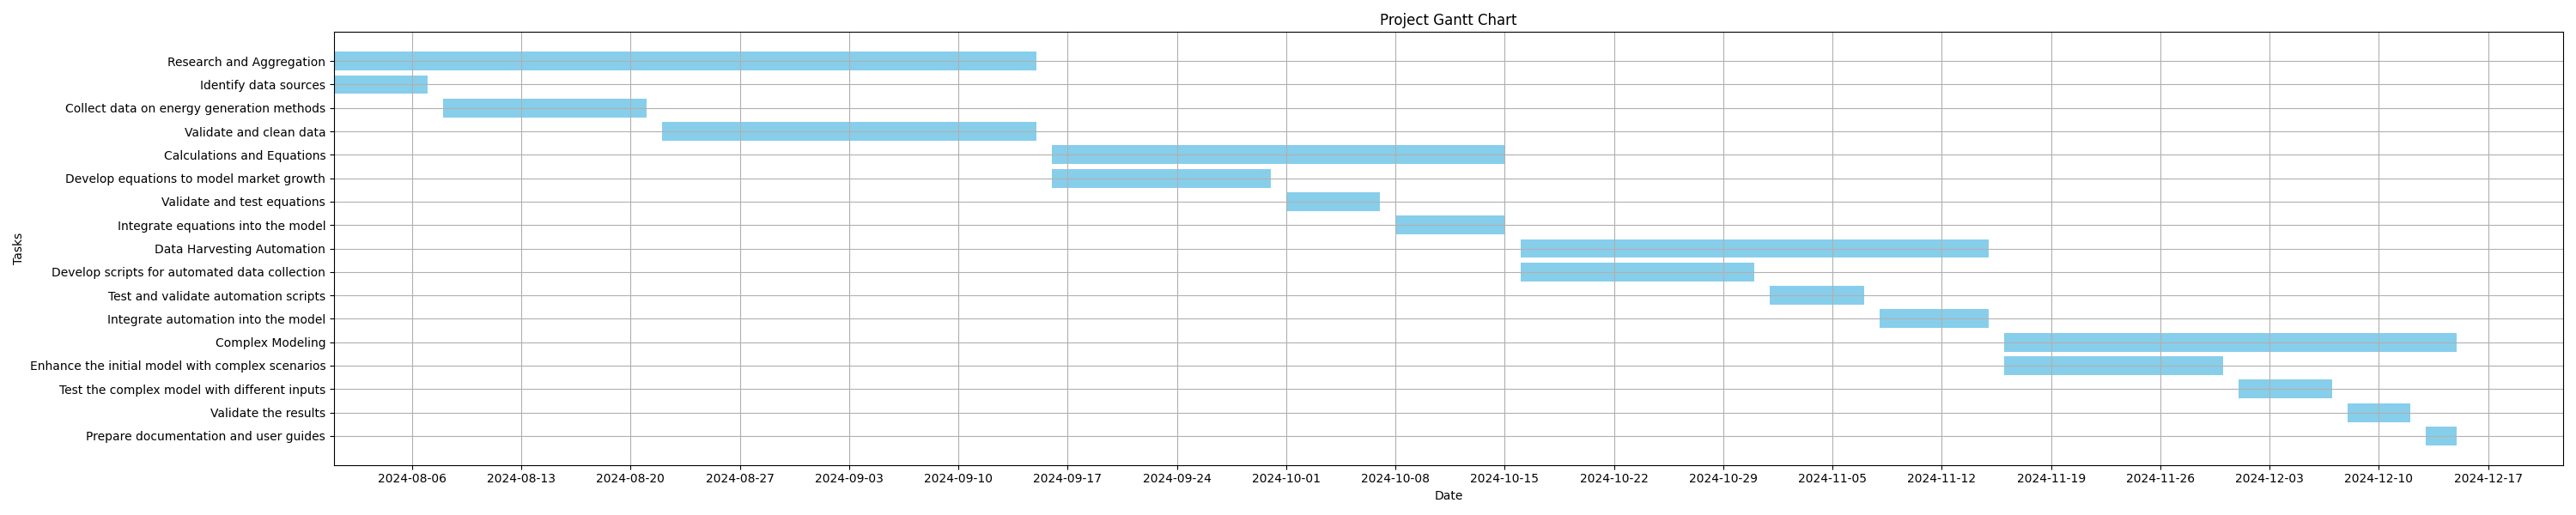 Project Gantt Chart
Research and Aggregation
Identify data sources
Collect data on energy generation methods
Validate and clean data
Calculations and Equations
Develop equations to model market growth
Validate and test equations
Integrate equations into the model
Data Harvesting Automation
Develop scripts for automated data collection
Test and validate automation scripts
Integrate automation into the model
Complex Modeling
Enhance the initial model with complex scenarios
Test the complex model with different inputs
Validate the results
Prepare documentation and user guides
Tasks
2024-08-06 2024-08-13 2024-08-20 2024-08-27 2024-09-03 2024-09-10 2024-09-17 2024-09-24 2024-10-01 2024-10-08 2024-10-15 2024-10-22 2024-10-29 2024-11-05 2024-11-12 2024-11-19 2024-11-26 2024-12-03 2024-12-10 2024-12-17
Date